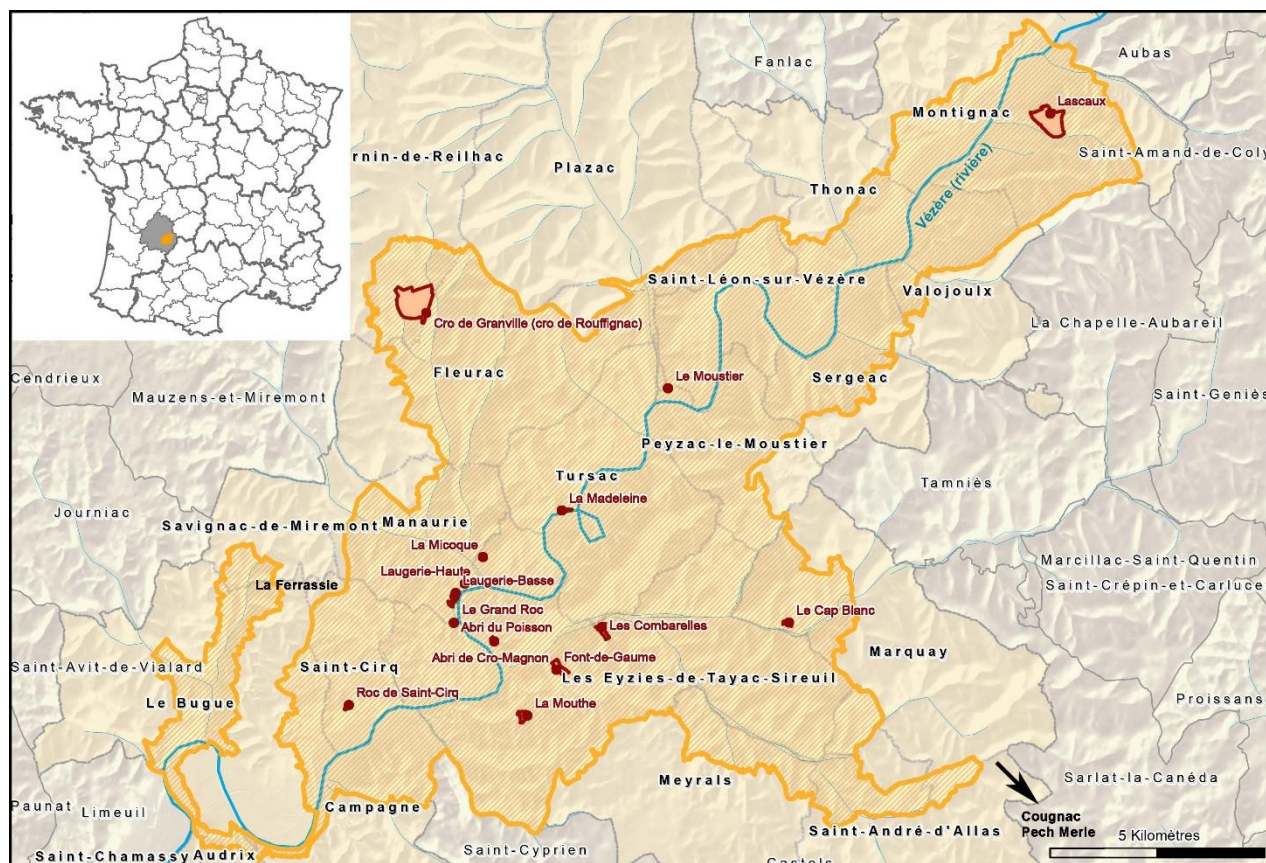 Aubas
Fanlac
Montignac
Lascaux
Saint-Amand-de-Coly
rnin-de-Reilhac
Plazac
Thonac
Vézère (rivière)
Saint-Léon-sur-Vézère
Valojoulx
La Chapelle-Aubareil
Cro de Granville (cro de Rouffignac)
Fleurac
Le Moustier
Sergeac
Cendrieux
Mauzens-et-Miremont
Saint-Geniès
Peyzac-le-Moustier
Tursac
Tamniès
La Madeleine
Journiac
Savignac-de-Miremont
Manaurie
La Micoque
Marcillac-Saint-Quentin
Saint-Crépin-et-Carlucet
La Ferrassie
Laugerie-Haute
Laugerie-Basse
Le Grand Roc
Le Cap Blanc
Abri du Poisson
Les Combarelles
Marquay
Saint-Avit-de-Vialard
Saint-Cirq
Abri de Cro-Magnon
Font-de-Gaume
Les Eyzies-de-Tayac-Sireuil
Le Bugue
Roc de Saint-Cirq
La Mouthe
Proissans
Meyrals
Sarlat-la-Canéda
Paunat
Limeuil
Campagne
Cougnac
Pech Merle
Saint-André-d'Allas
5 Kilomètres
Saint-Chamassy
Audrix
Saint-Cyprien
Castels